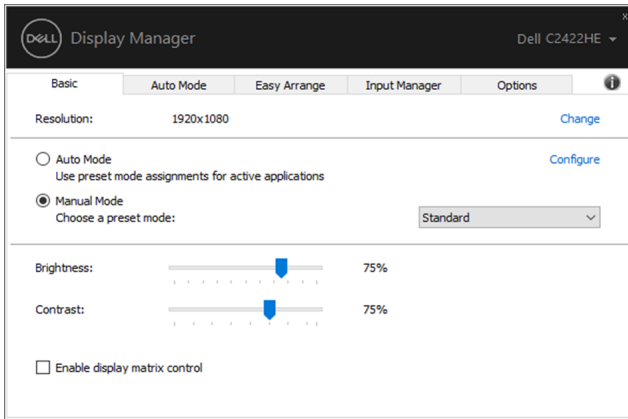 x
DELL Display Manager Dell C2422HE
Basic Auto Mode Easy Arrange Input Manager Options i
Resolution: 1920x1080 Change
Auto Mode Configure
Use preset mode assignments for active applications
Manual Mode
Choose a preset mode: Standard
Brightness: 75%
Contrast: 75%
Enable display matrix control